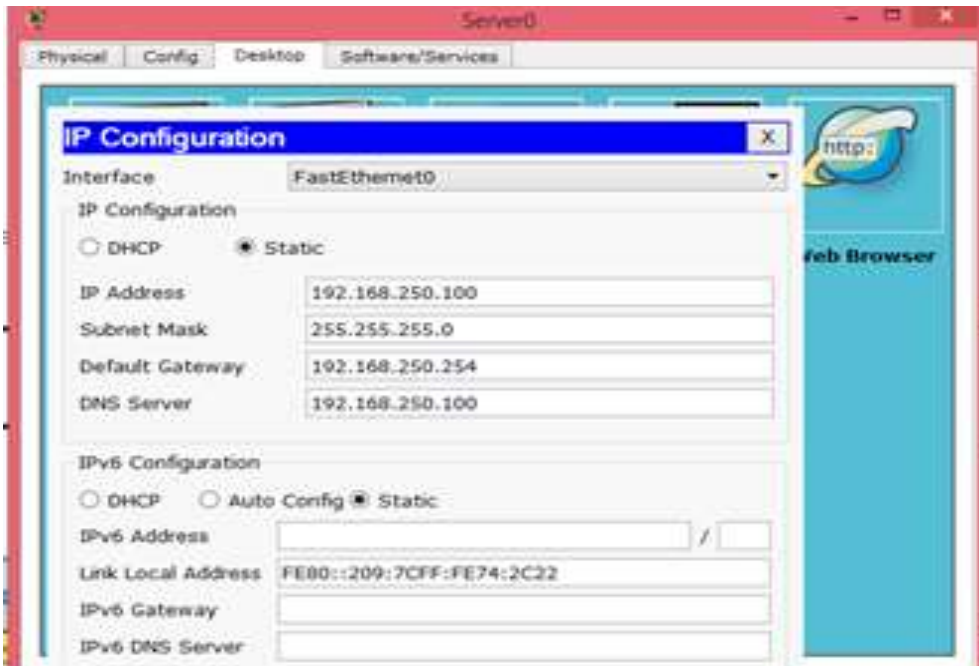 Server0
Physical Config Desktop Software/Services
IP Configuration X
http:
Interface FastEthernet0
IP Configuration
DHCP Static
Web Browser
IP Address 192.168.250.100
Subnet Mask 255.255.255.0
Default Gateway 192.168.250.254
DNS Server 192.168.250.100
IPv6 Configuration
DHCP Auto Config Static
IPv6 Address /
Link Local Address FE80::209:7CFF:FE74:2C22
IPv6 Gateway
IPv6 DNS Server